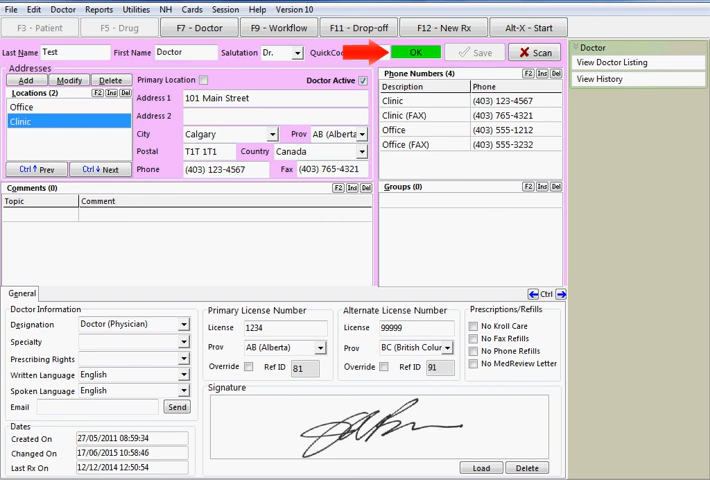 File Edit Doctor Reports Utilities NH Cards Session Help Version 10
F3 - Patient F5 - Drug F7 - Doctor F9 - Workflow F11 - Drop-off F12 - New Rx Alt-X - Start
Last Name Test First Name Doctor Salutation Dr. QuickCo OK Save Scan
Addresses
Add Modify Delete
Locations (2) F2 Ins Del
Office
Clinic
Ctrl Prev Ctrl Next
Primary Location Doctor Active
Address 1 101 Main Street
Address 2
City Calgary Prov AB (Alberta
Postal T1T 1T1 Country Canada
Phone (403) 123-4567 Fax (403) 765-4321
Phone Numbers (4) F2 Ins Del
Description Phone
Clinic (403) 123-4567
Clinic (FAX) (403) 765-4321
Office (403) 555-1212
Office (FAX) (403) 555-3232
Doctor
View Doctor Listing
View History
Comments (0) F2 Ins Del
Topic Comment
Groups (0) F2 Ins Del
General
Ctrl
Doctor Information
Designation Doctor (Physician)
Specialty
Prescribing Rights
Written Language English
Spoken Language English
Email Send
Dates
Created On 27/05/2011 08:59:34
Changed On 17/06/2015 10:58:46
Last Rx On 12/12/2014 12:50:54
Primary License Number
License 1234
Prov AB (Alberta)
Override Ref ID 81
Alternate License Number
License 99999
Prov BC (British Colur
Override Ref ID 91
Prescriptions/Refills
No Kroll Care
No Fax Refills
No Phone Refills
No MedReview Letter
Signature
Load Delete